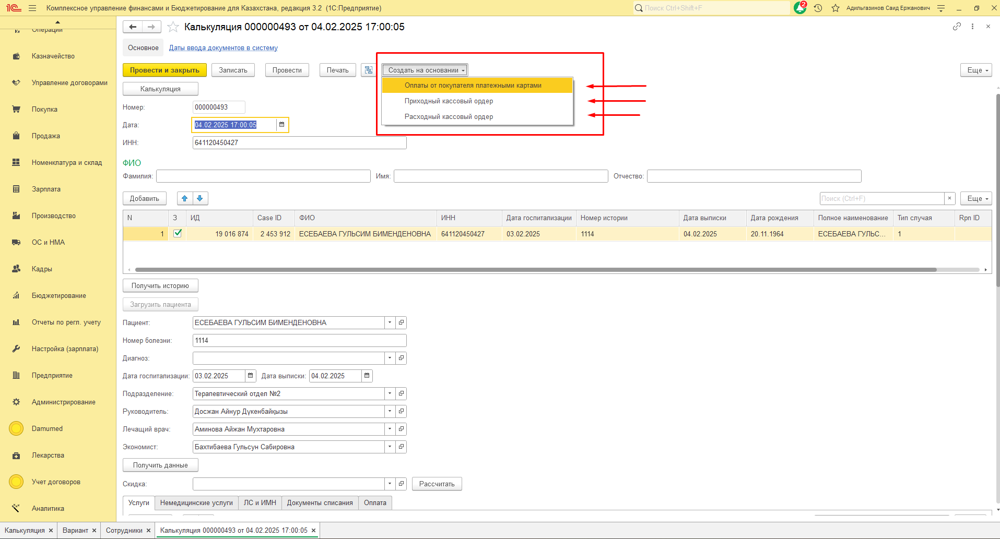 Комплексное управление финансами и Бюджетирование для Казахстана, редакция 3.2 (1С:Предприятие)
Поиск Ctrl+Shift+F
2
Адильгазинов Саид Ержанович
Операции
Казначейство
Управление договорами
Покупка
Продажа
Номенклатура и склад
Зарплата
Производство
ОС и НМА
Кадры
Бюджетирование
Отчеты по регл. учету
Настройка (зарплата)
Предприятие
Администрирование
Damumed
Лекарства
Учет договоров
Аналитика
Калькуляция 000000493 от 04.02.2025 17:00:05
Основное Даты ввода документов в систему
Провести и закрыть Записать Провести Печать Создать на основании Еще
Оплаты от покупателя платежными картами
Приходный кассовый ордер
Расходный кассовый ордер
Калькуляция
Номер: 000000493
Дата: 04.02.2025 17:00:05
ИНН: 641120450427
ФИО
Фамилия: Имя: Отчество:
Добавить Поиск (Ctrl+F) × Еще
N З ИД Case ID ФИО ИНН Дата госпитализации Номер истории Дата выписки Дата рождения Полное наименование Тип случая Rpn ID
1 19 016 874 2 453 912 ЕСЕБАЕВА ГУЛЬСИМ БИМЕНДЕНОВНА 641120450427 03.02.2025 1114 04.02.2025 20.11.1964 ЕСЕБАЕВА ГУЛЬС... 1
Получить историю
Загрузить пациента
Пациент: ЕСЕБАЕВА ГУЛЬСИМ БИМЕНДЕНОВНА
Номер болезни: 1114
Диагноз:
Дата госпитализации: 03.02.2025 Дата выписки: 04.02.2025
Подразделение: Терапевтический отдел №2
Руководитель: Досжан Айнур Дүкенбайқызы
Лечащий врач: Аминова Айжан Мухтаровна
Экономист: Бахтибаева Гульсун Сабировна
Получить данные
Скидка: Рассчитать
Услуги Немедицинские услуги ЛС и ИМН Документы списания Оплата
Калькуляция × Вариант × Сотрудники × Калькуляция 000000493 от 04.02.2025 17:00:05 ×